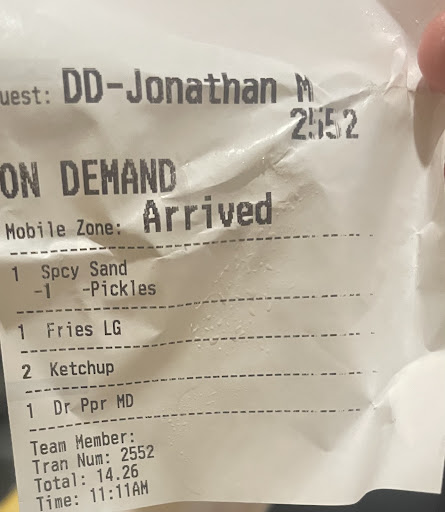 uest: DD-Jonathan M
2552
ON DEMAND
Mobile Zone: Arrived
1 Spcy Sand
-1 -Pickles
1 Fries LG
2 Ketchup
1 Dr Ppr MD
Team Member:
Tran Num: 2552
Total: 14.26
Time: 11:11AM